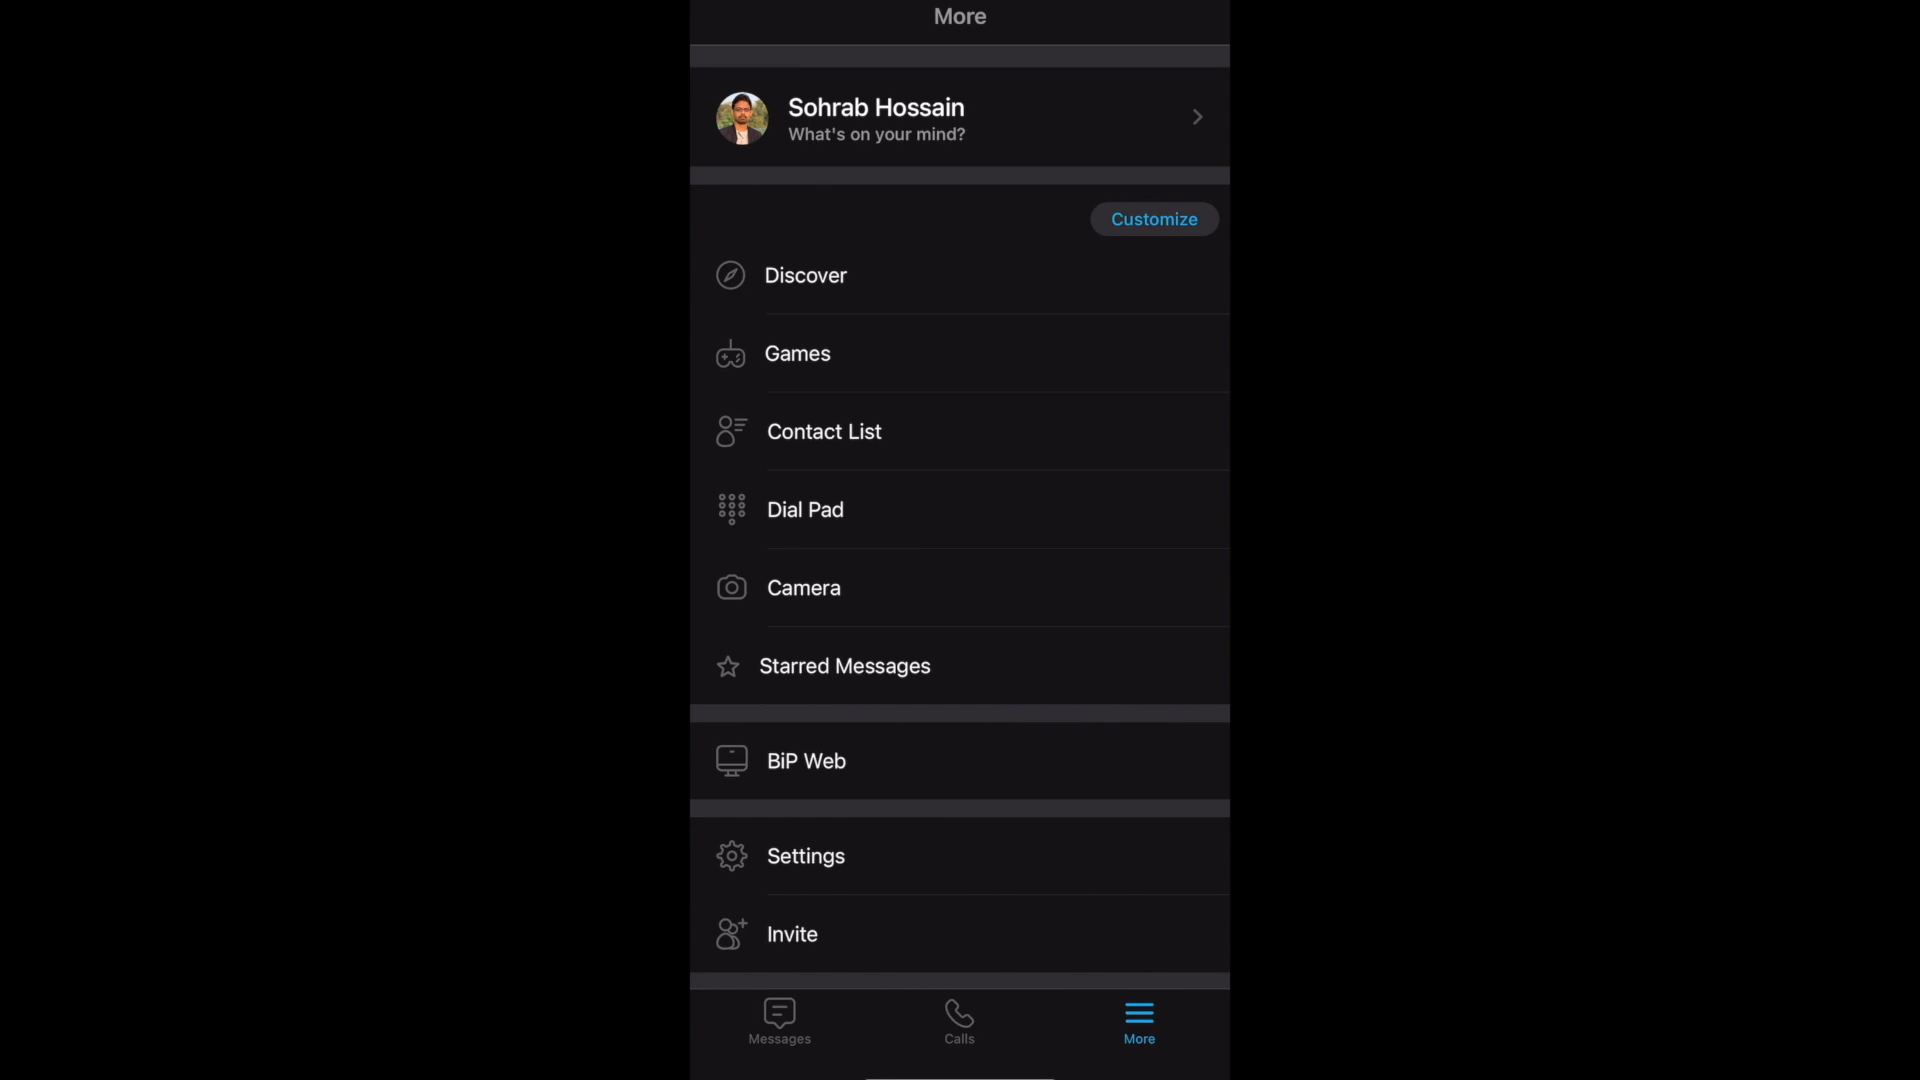 More
Sohrab Hossain
What's on your mind?
Customize
Discover
Games
Contact List
Dial Pad
Camera
Starred Messages
BiP Web
Settings
Invite
Messages
Calls
More